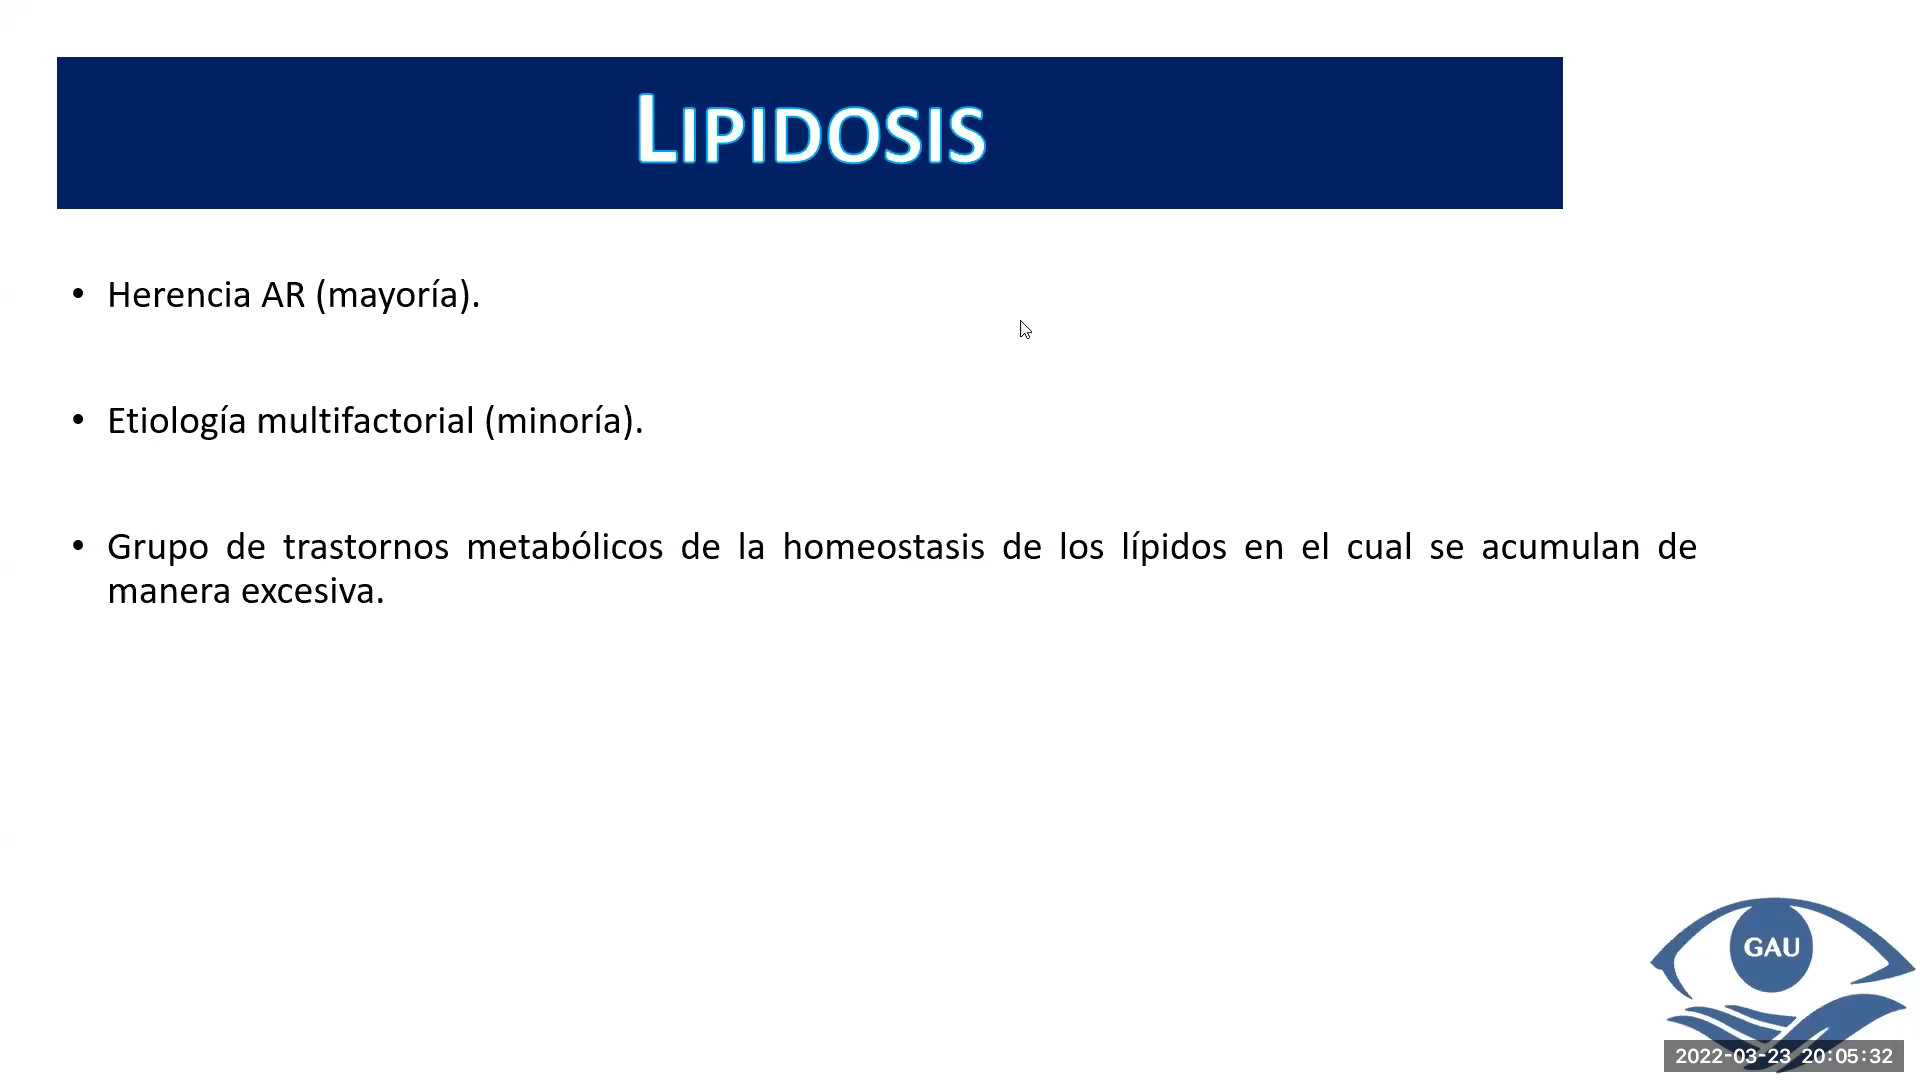 LIPIDOSIS
• Herencia AR (mayoría).
• Etiología multifactorial (minoría).
• Grupo de trastornos metabólicos de la homeostasis de los lípidos en el cual se acumulan de
manera excesiva.
GAU
2022-03-23 20:05:32